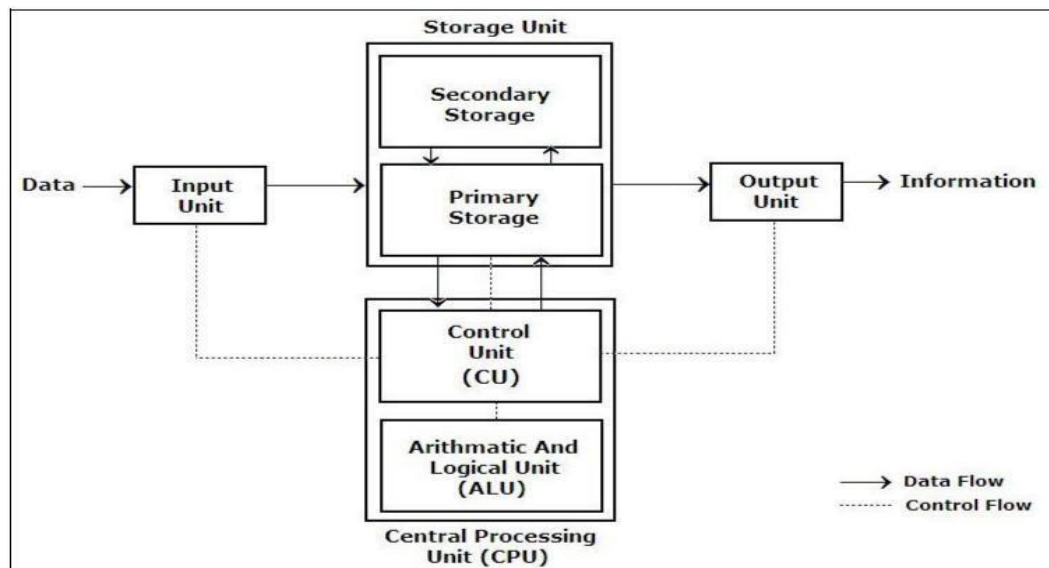 Storage Unit
Secondary
Storage
Data
Input
Unit
Primary
Storage
Output
Unit
Information
Control
Unit
(CU)
Arithmatic And
Logical Unit
(ALU)
Central Processing
Unit (CPU)
Data Flow
Control Flow